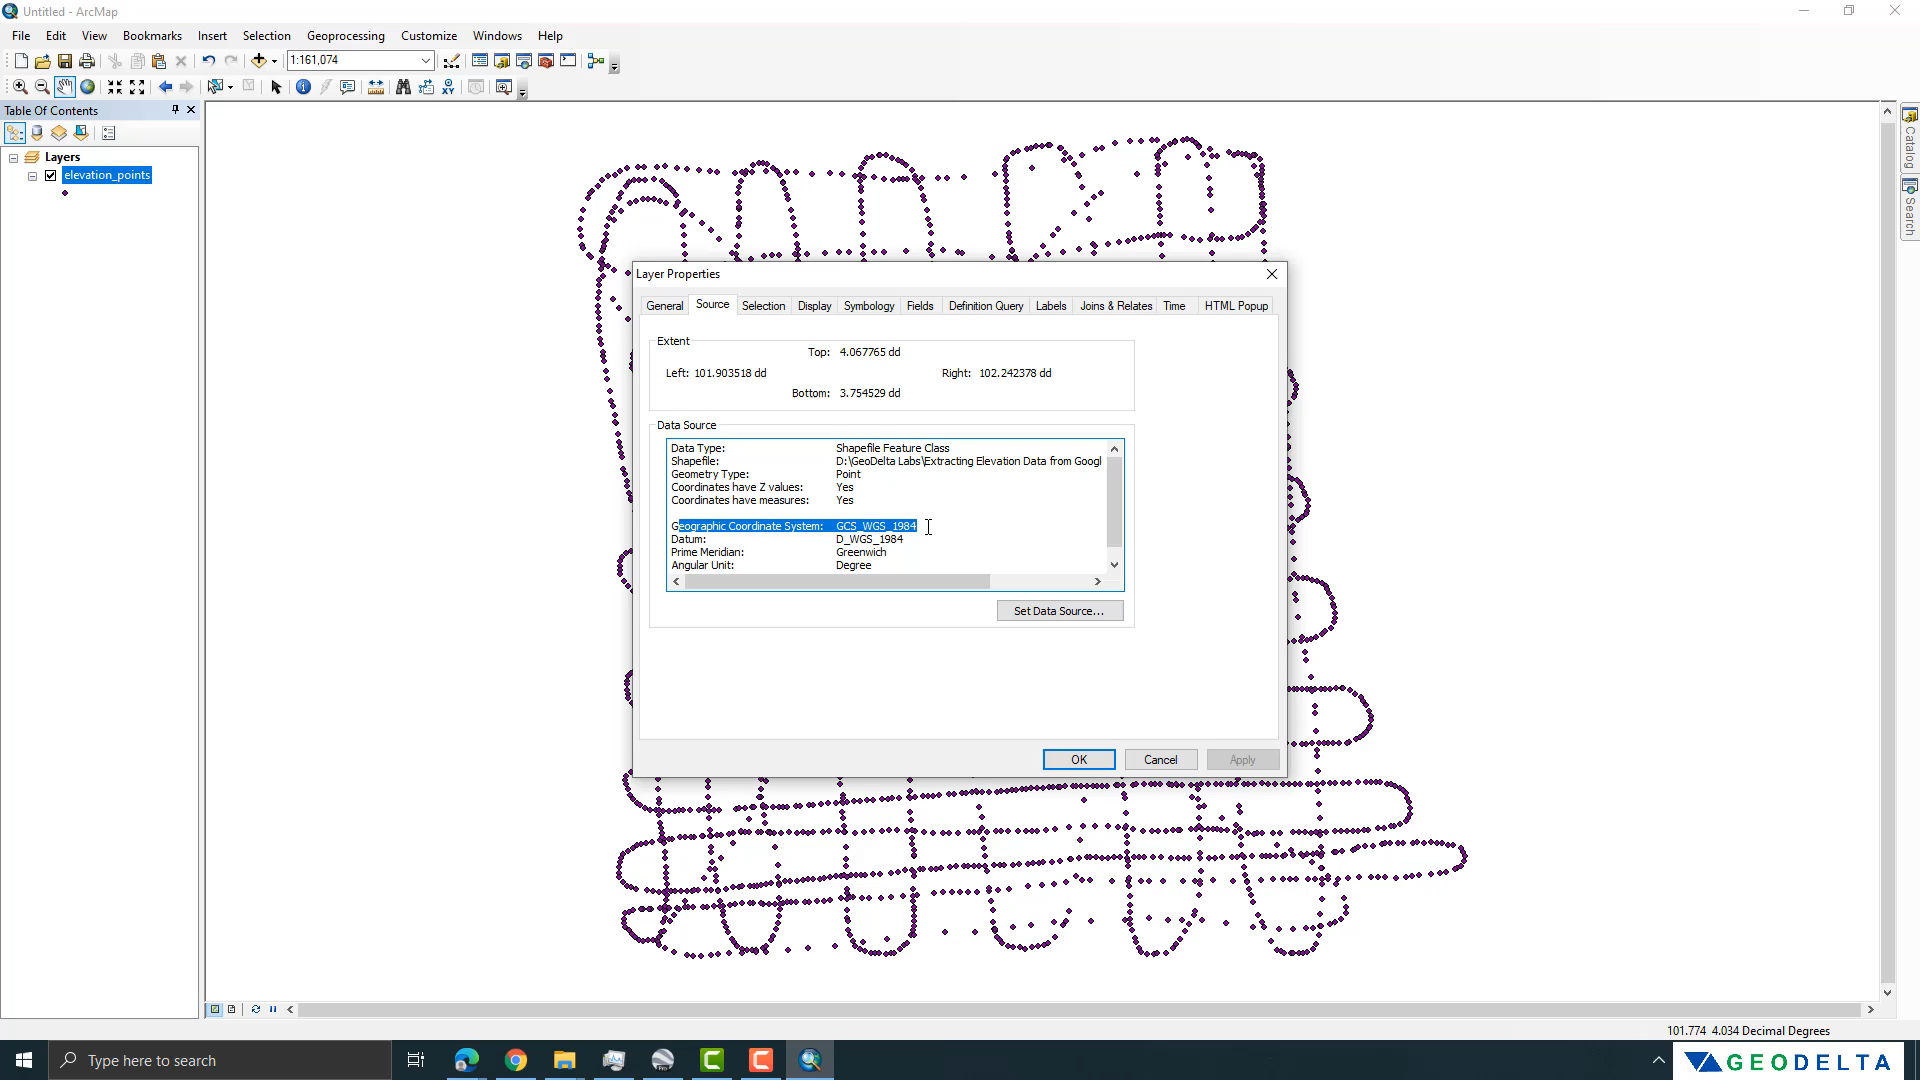 Untitled - ArcMap
File Edit View Bookmarks Insert Selection Geoprocessing Customize Windows Help
1:161,074
Table Of Contents
Layers
elevation_points
Catalog
Search
Layer Properties
General Source Selection Display Symbology Fields Definition Query Labels Joins & Relates Time HTML Popup
Extent
Top: 4.067765 dd
Left: 101.903518 dd Right: 102.242378 dd
Bottom: 3.754529 dd
Data Source
Data Type: Shapefile Feature Class
Shapefile: D:\GeoDelta Labs\Extracting Elevation Data from Googl
Geometry Type: Point
Coordinates have Z values: Yes
Coordinates have measures: Yes
Geographic Coordinate System: GCS_WGS_1984
Datum: D_WGS_1984
Prime Meridian: Greenwich
Angular Unit: Degree
Set Data Source...
OK Cancel Apply
101.774 4.034 Decimal Degrees
Type here to search
GEODELTA